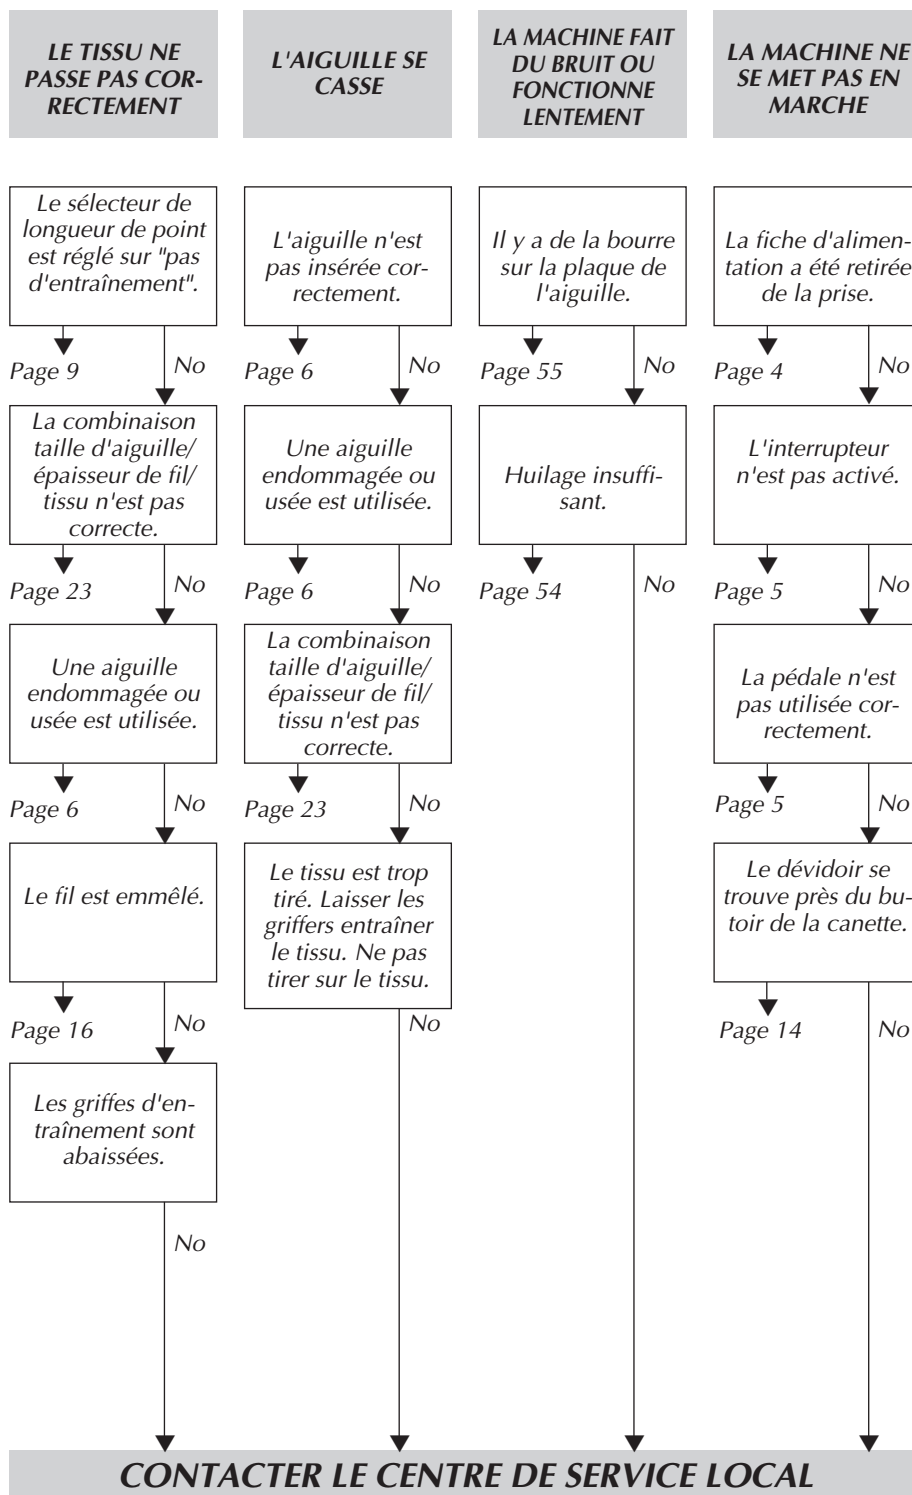 LE TISSU NE
PASSE PAS COR-
RECTEMENT
Le sélecteur de
longueur de point
est réglé sur "pas
d'entraînement".
Page 9
No
La combinaison
taille d'aiguille/
épaisseur de fil/
tissu n'est pas
correcte.
Page 23
No
Une aiguille
endommagée ou
usée est utilisée.
Page 6
No
Le fil est emmêlé.
Page 16
No
Les griffes d'en-
traînement sont
abaissées.
No
L'AIGUILLE SE
CASSE
L'aiguille n'est
pas insérée cor-
rectement.
Page 6
No
Une aiguille
endommagée ou
usée est utilisée.
Page 6
No
La combinaison
taille d'aiguille/
épaisseur de fil/
tissu n'est pas
correcte.
Page 23
No
Le tissu est trop
tiré. Laisser les
griffers entraîner
le tissu. Ne pas
tirer sur le tissu.
No
LA MACHINE FAIT
DU BRUIT OU
FONCTIONNE
LENTEMENT
Il y a de la bourre
sur la plaque de
l'aiguille.
Page 55
No
Huilage insuffi-
sant.
Page 54
No
LA MACHINE NE
SE MET PAS EN
MARCHE
La fiche d'alimen-
tation a été retirée
de la prise.
Page 4
No
L'interrupteur
n'est pas activé.
Page 5
No
La pédale n'est
pas utilisée cor-
rectement.
Page 5
No
Le dévidoir se
trouve près du bu-
toir de la canette.
Page 14
No
CONTACTER LE CENTRE DE SERVICE LOCAL